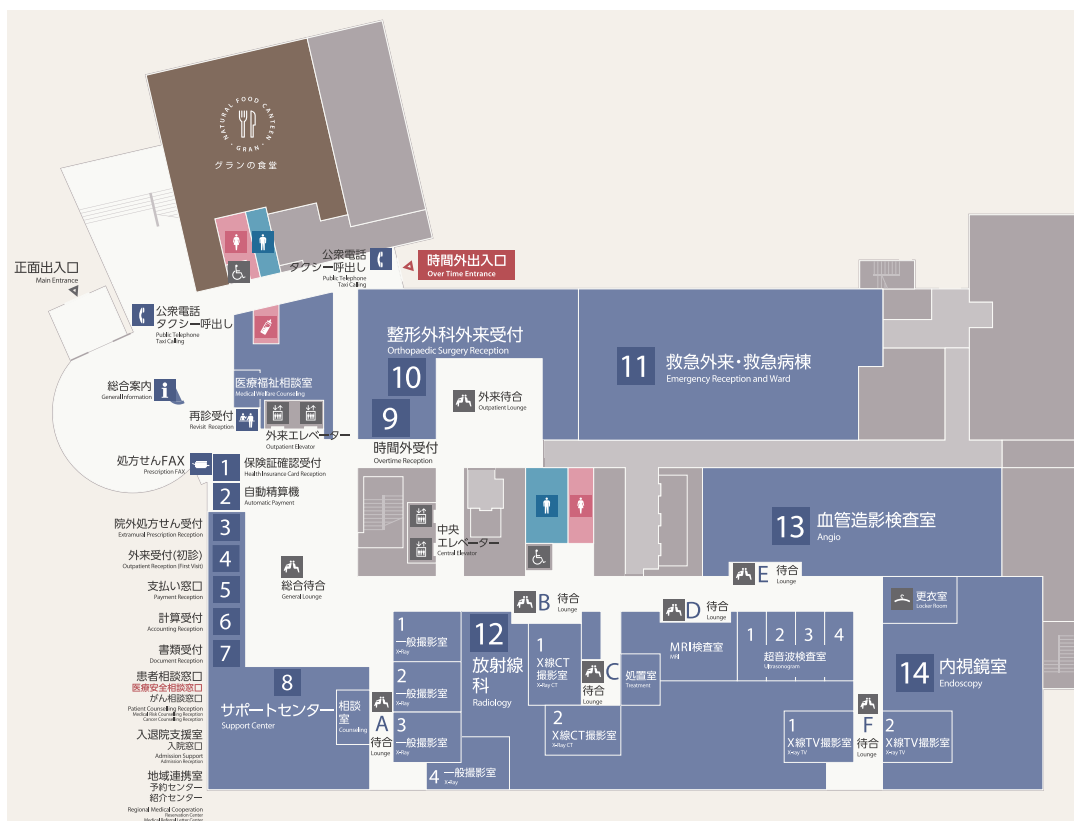 NATURAL FOOD CANTEEN
GRAN
グランの食堂
正面出入口
Main Entrance
公衆電話
タクシー呼出し
Public Telephone
Taxi Calling
時間外出入口
Over Time Entrance
公衆電話
タクシー呼出し
Public Telephone
Taxi Calling
総合案内
General Information
医療福祉相談室
Medical Welfare Counseling
再診受付
Revisit Reception
外来エレベーター
Outpatient Elevator
整形外科外来受付
Orthopaedic Surgery Reception
10
9
時間外受付
Overtime Reception
外来待合
Outpatient Lounge
11
救急外来・救急病棟
Emergency Reception and Ward
処方せんFAX
Prescription FAX
1
保険証確認受付
Health Insurance Card Reception
2
自動精算機
Automatic Payment
院外処方せん受付
Extramural Prescription Reception
3
外来受付(初診)
Outpatient Reception (First Visit)
4
支払い窓口
Payment Reception
5
計算受付
Accounting Reception
6
書類受付
Document Reception
7
総合待合
General Lounge
中央
エレベーター
Central Elevator
13
血管造影検査室
Angio
患者相談窓口
医療安全相談窓口
がん相談窓口
Patient Counselling Reception
Medical Risk Counselling Reception
Cancer Counselling Reception
入退院支援室
入院窓口
Admission Support
Admission Reception
地域連携室
予約センター
紹介センター
Regional Medical Cooperation
Reservation Center
Medical Referral Letter Center
8
サポートセンター
Support Center
相談
室
Counseling
A
待合
Lounge
1
一般撮影室
X-Ray
2
一般撮影室
X-Ray
3
一般撮影室
X-Ray
4 一般撮影室
X-Ray
12
放射線
科
Radiology
B 待合
Lounge
1
X線CT
撮影室
X-Ray CT
2
X線CT撮影室
X-Ray CT
C
待合
Lounge
処置室
Treatment
D 待合
Lounge
MRI検査室
MRI
1
2
3
4
超音波検査室
Ultrasonogram
E 待合
Lounge
更衣室
Locker Room
14
内視鏡室
Endoscopy
F
待合
Lounge
1
X線TV撮影室
X-ray TV
2
X線TV撮影室
X-ray TV